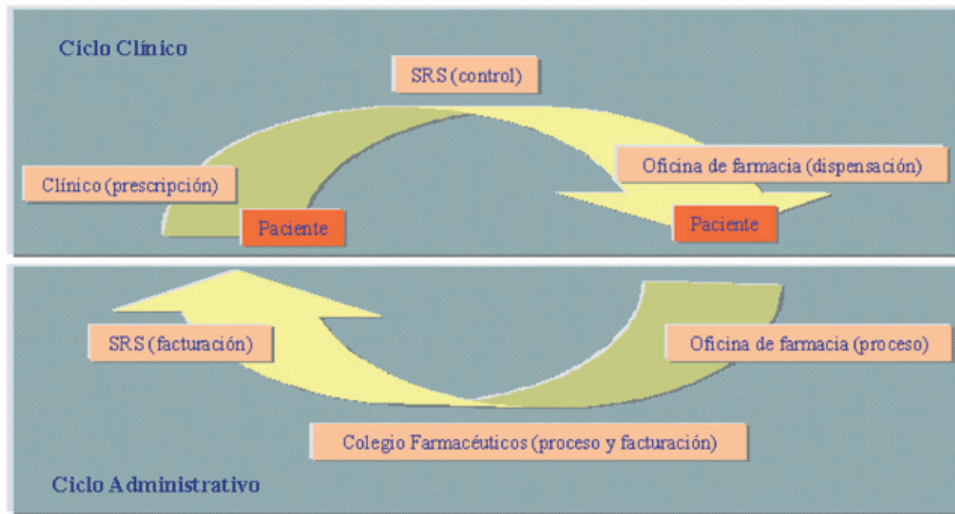 Ciclo Clínico
SRS (control)
Oficina de farmacia (dispensación)
Clínico (prescripción)
Paciente
Paciente
SRS (facturación)
Oficina de farmacia (proceso)
Colegio Farmacéuticos (proceso y facturación)
Ciclo Administrativo